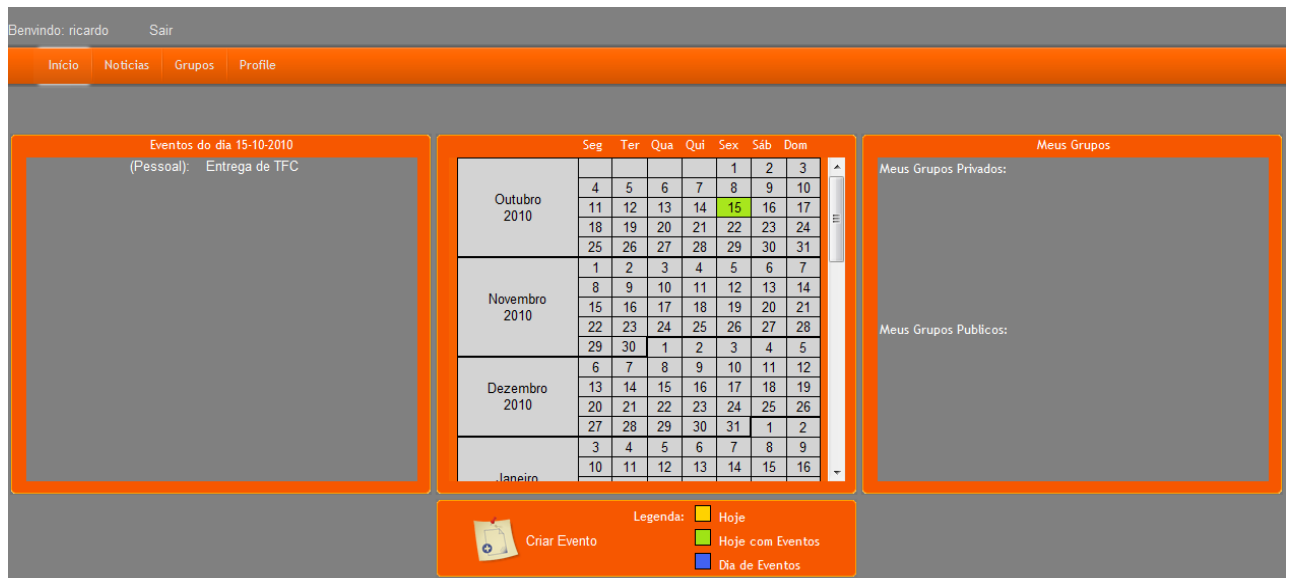 Benvindo: ricardo Sair
Início Noticias Grupos Profile
Eventos do dia 15-10-2010
(Pessoal): Entrega de TFC
Seg Ter Qua Qui Sex Sáb Dom
Outubro
2010
1 2 3
4 5 6 7 8 9 10
11 12 13 14 15 16 17
18 19 20 21 22 23 24
25 26 27 28 29 30 31
Novembro
2010
1 2 3 4 5 6 7
8 9 10 11 12 13 14
15 16 17 18 19 20 21
22 23 24 25 26 27 28
29 30 1 2 3 4 5
Dezembro
2010
6 7 8 9 10 11 12
13 14 15 16 17 18 19
20 21 22 23 24 25 26
27 28 29 30 31 1 2
Janeiro
3 4 5 6 7 8 9
10 11 12 13 14 15 16
Meus Grupos
Meus Grupos Privados:
Meus Grupos Publicos:
Criar Evento
Legenda: Hoje
Hoje com Eventos
Dia de Eventos